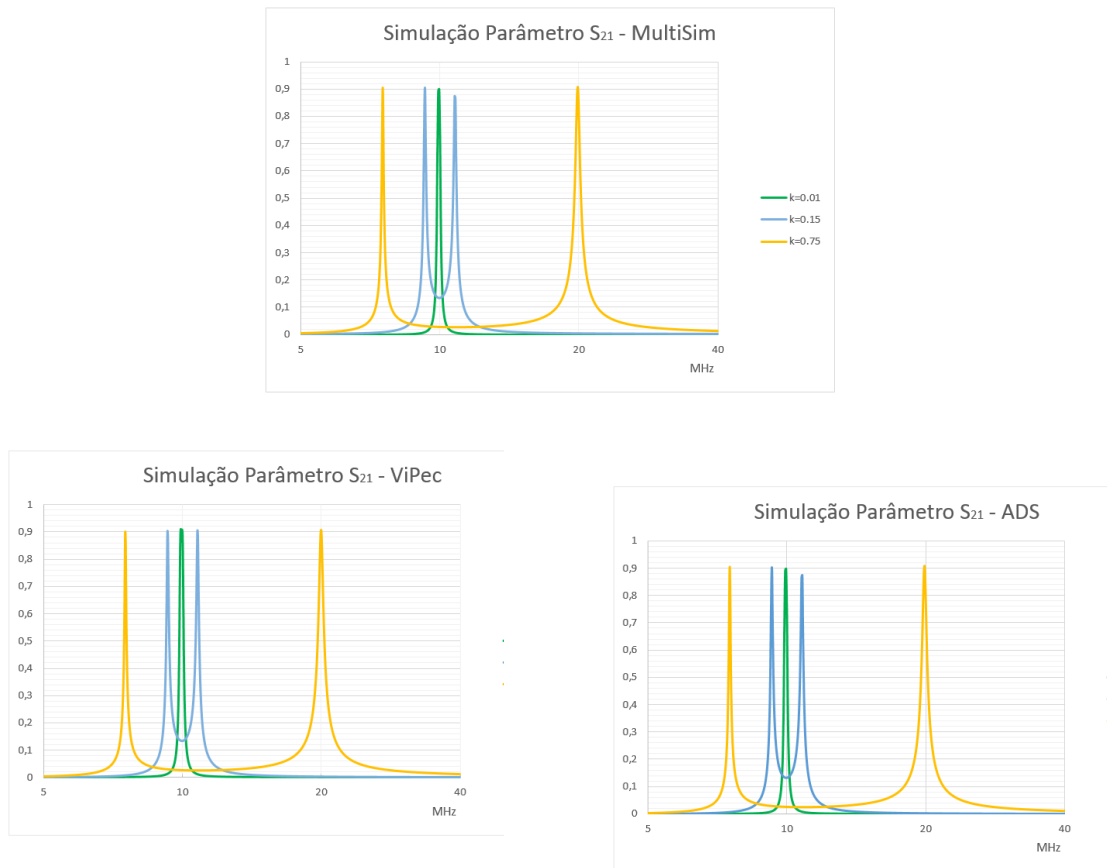 Simulação Parâmetro S21 - MultiSim
1
0,9
0,8
0,7
0,6
0,5
0,4
0,3
0,2
0,1
0
5 10 20 40
MHz
k=0.01
k=0.15
k=0.75
Simulação Parâmetro S21 - ViPec
1
0,9
0,8
0,7
0,6
0,5
0,4
0,3
0,2
0,1
0
5 10 20 40
MHz
Simulação Parâmetro S21 - ADS
1
0,9
0,8
0,7
0,6
0,5
0,4
0,3
0,2
0,1
0
5 10 20 40
MHz